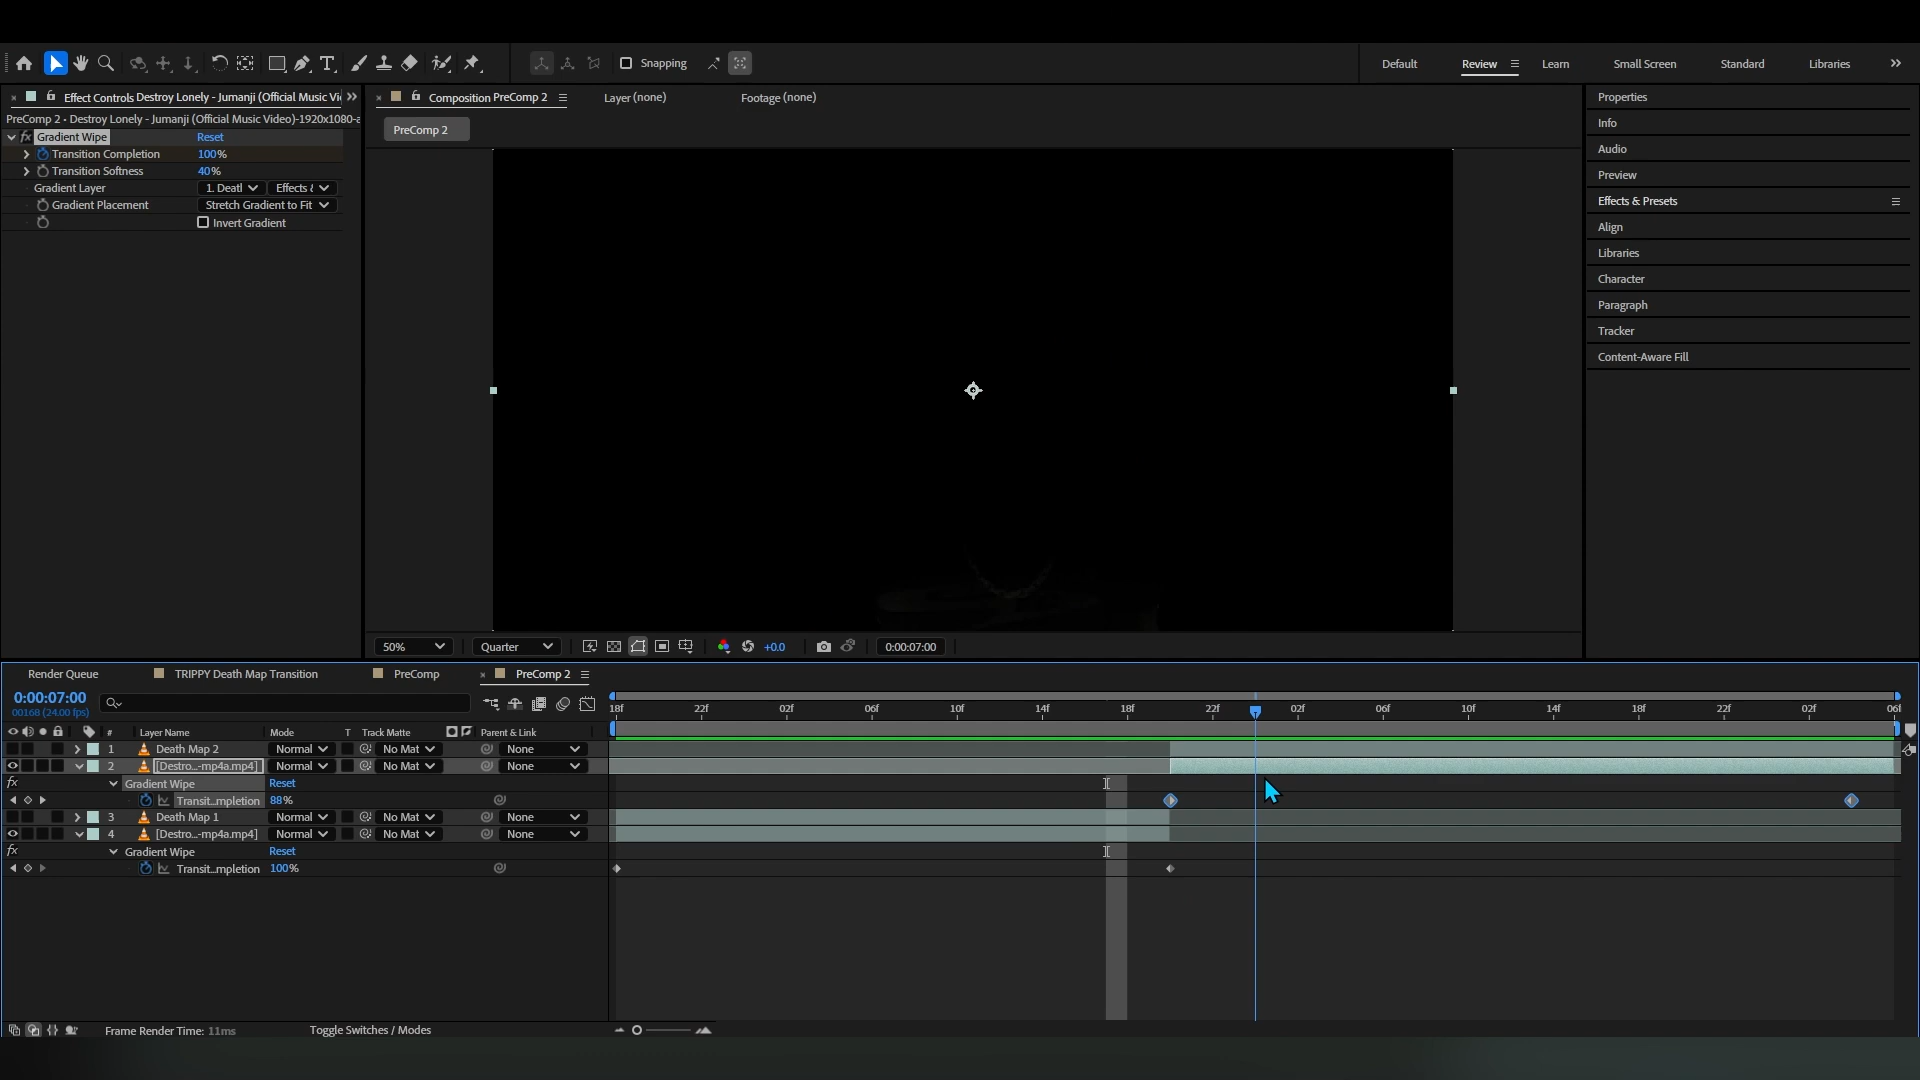 Snapping
Default
Review
Learn
Small Screen
Standard
Libraries
Effect Controls Destroy Lonely - Jumanji (Official Music Vi
PreComp 2 • Destroy Lonely - Jumanji (Official Music Video)-1920x1080-a
fx Gradient Wipe Reset
Transition Completion 100%
Transition Softness 40%
Gradient Layer 1. Deatl Effects &
Gradient Placement Stretch Gradient to Fit
Invert Gradient
Composition PreComp 2
Layer (none)
Footage (none)
PreComp 2
50%
Quarter
+0.0
0:00:07:00
Properties
Info
Audio
Preview
Effects & Presets
Align
Libraries
Character
Paragraph
Tracker
Content-Aware Fill
Render Queue
TRIPPY Death Map Transition
PreComp
PreComp 2
0:00:07:00
00168 (24.00 fps)
18f 22f 02f 06f 10f 14f 18f 22f 02f 06f 10f 14f 18f 22f 02f 06f
# Layer Name Mode T Track Matte Parent & Link
1 Death Map 2 Normal No Mat None
2 [Destro...-mp4a.mp4] Normal No Mat None
fx Gradient Wipe Reset
Transit...mpletion 88%
3 Death Map 1 Normal No Mat None
4 [Destro...-mp4a.mp4] Normal No Mat None
fx Gradient Wipe Reset
Transit...mpletion 100%
Frame Render Time: 11ms
Toggle Switches / Modes